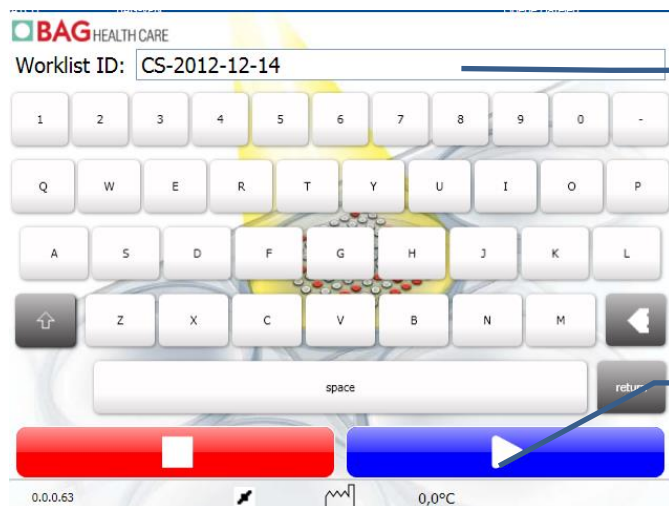 BAG HEALTH CARE
Worklist ID: CS-2012-12-14
1 2 3 4 5 6 7 8 9 0 -
Q W E R T Y U I O P
A S D F G H J K L
Z X C V B N M
space return
0.0.0.63 0,0°C